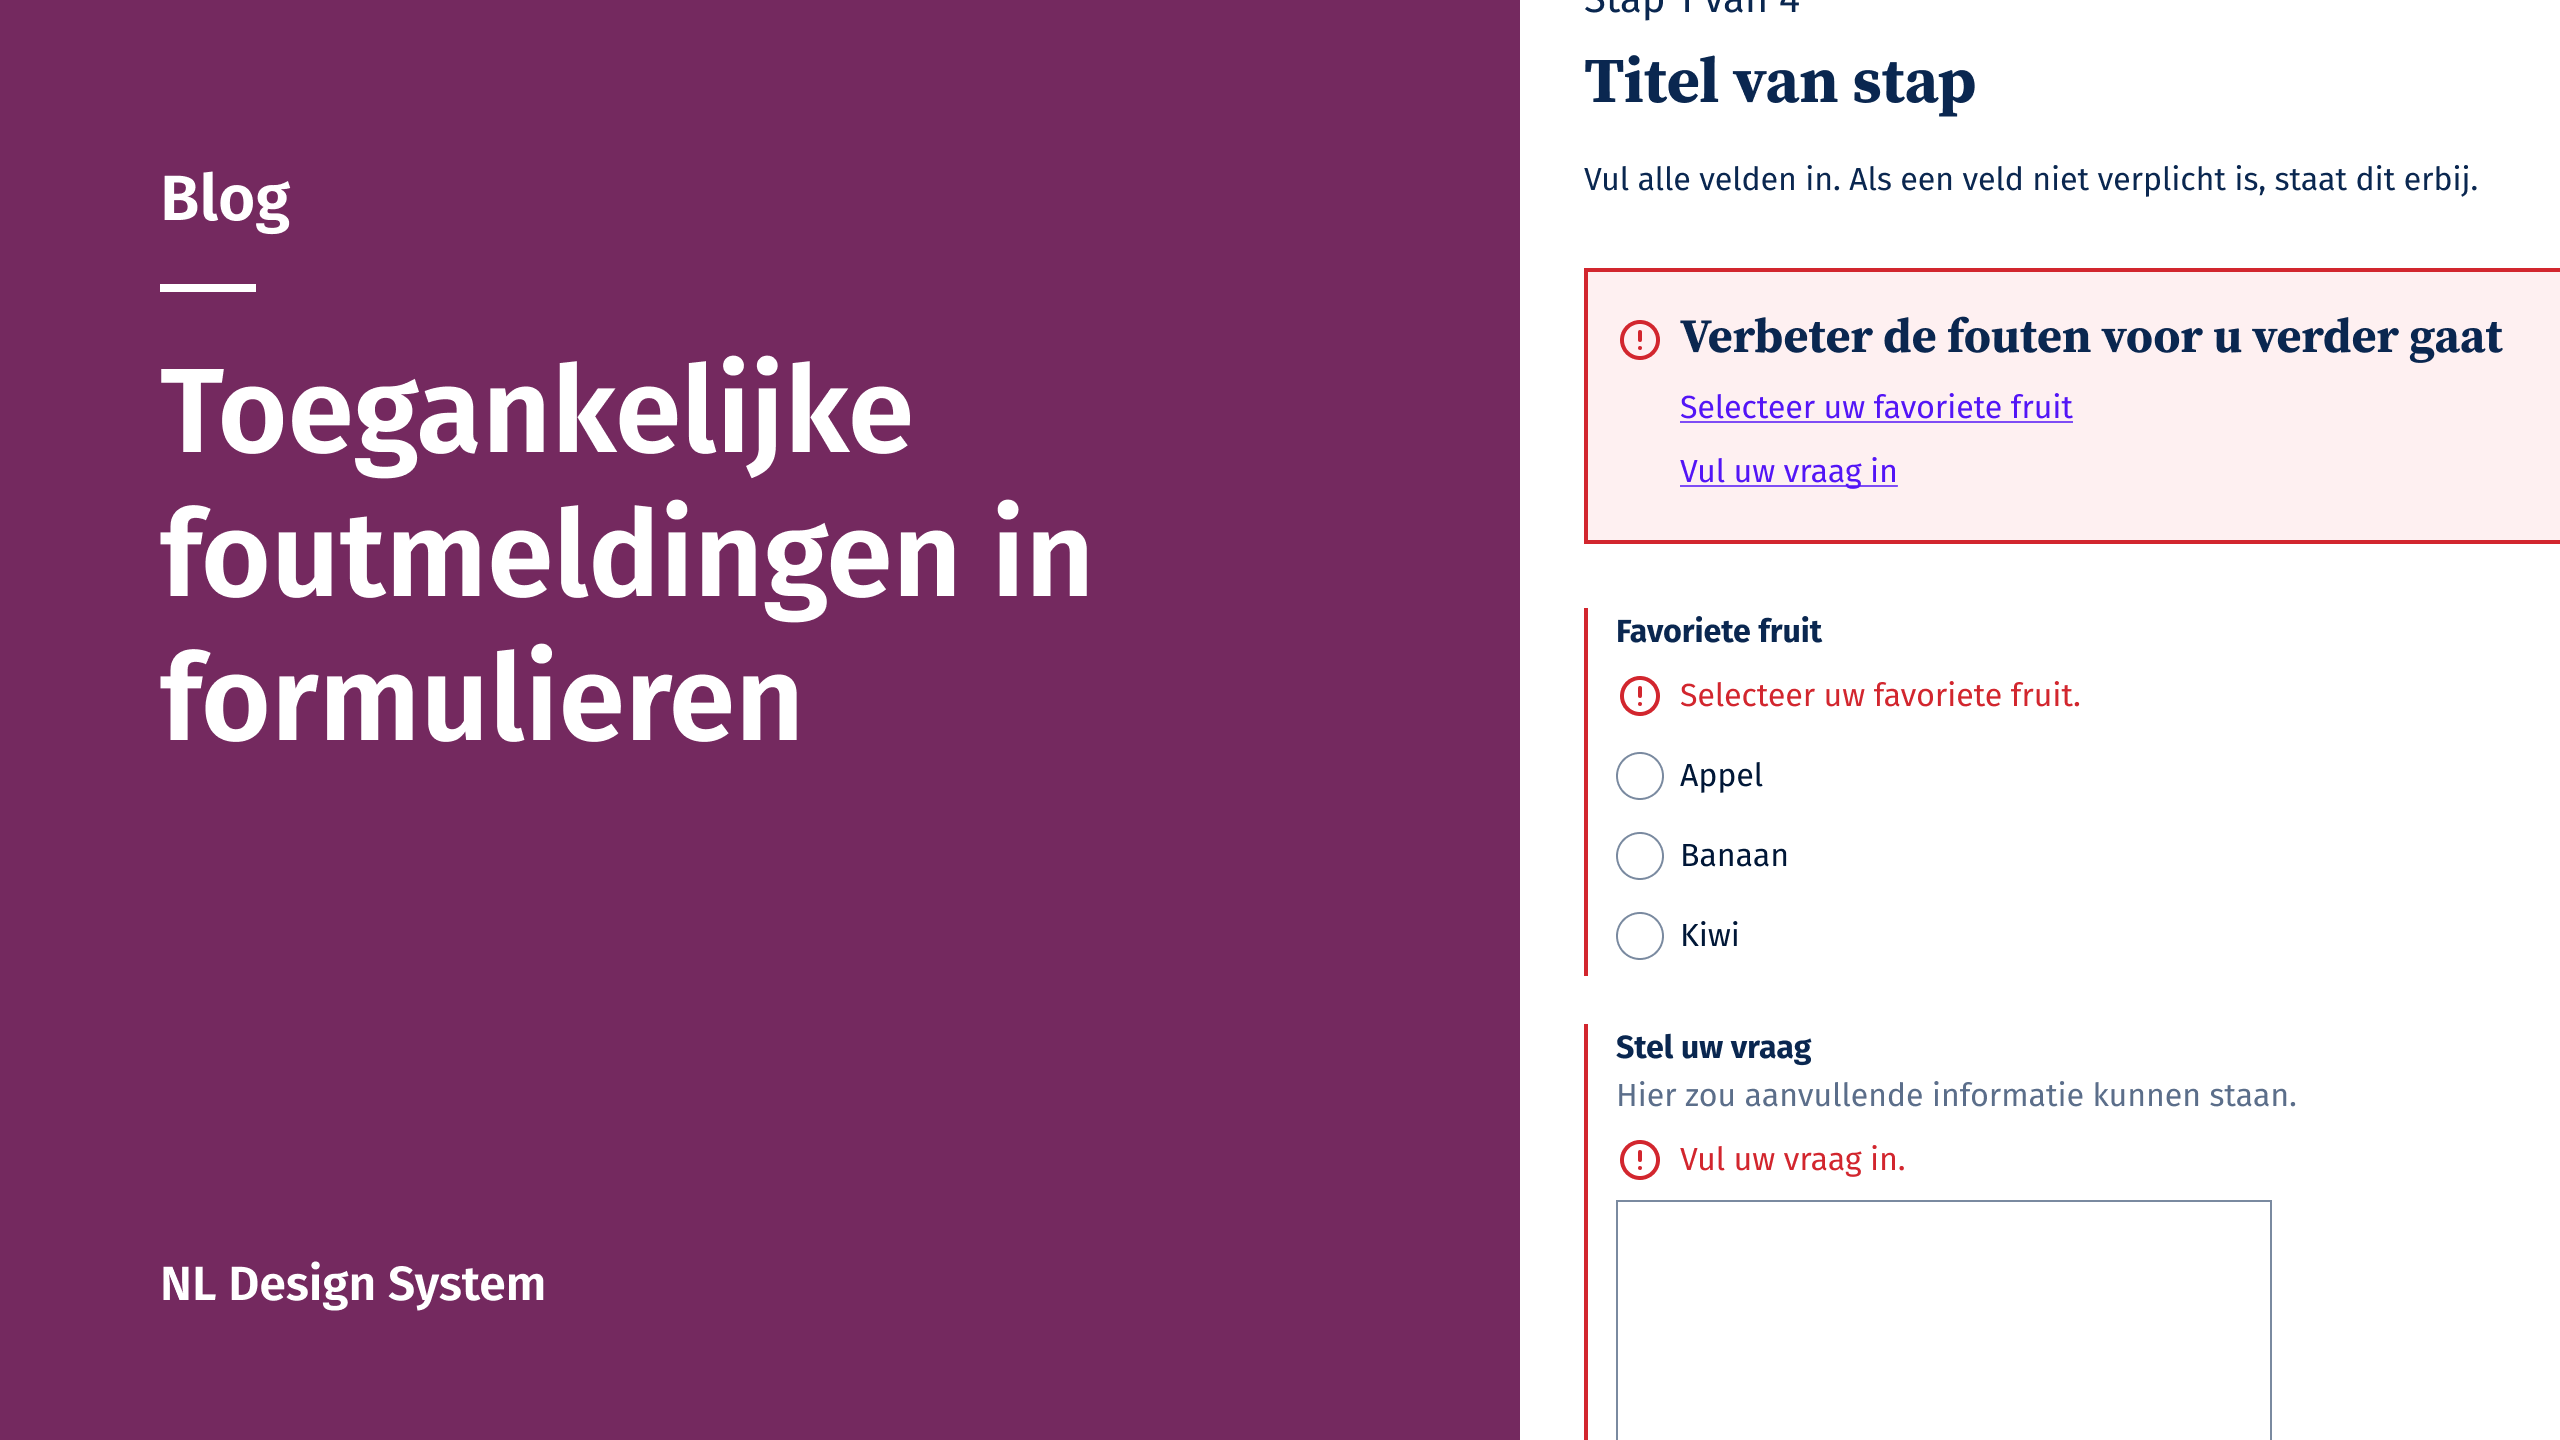 Blog
Toegankelijke
foutmeldingen in
formulieren
NL Design System
Stap 1 van 4
Titel van stap
Vul alle velden in. Als een veld niet verplicht is, staat dit erbij.
Verbeter de fouten voor u verder gaat
Selecteer uw favoriete fruit
Vul uw vraag in
Favoriete fruit
Selecteer uw favoriete fruit.
Appel
Banaan
Kiwi
Stel uw vraag
Hier zou aanvullende informatie kunnen staan.
Vul uw vraag in.